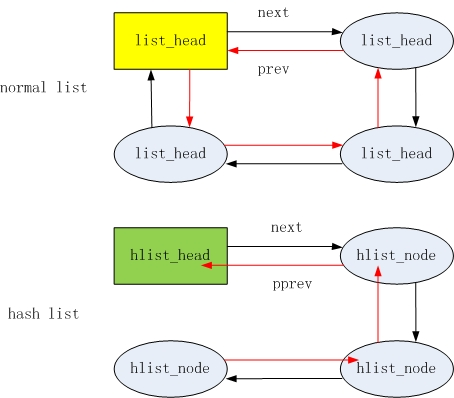 next
list_head
list_head
prev
normal list
list_head
list_head
next
hlist_head
hlist_node
pprev
hash list
hlist_node
hlist_node